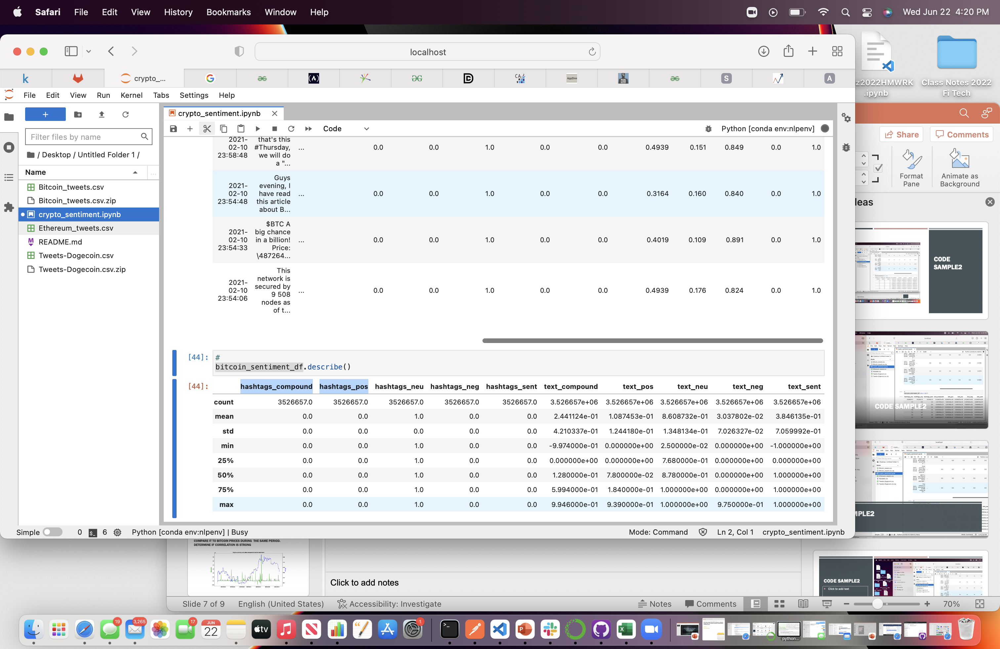 Safari File Edit View History Bookmarks Window Help Wed Jun 22 4:20 PM
localhost
k crypto_... G S A
AppDiv
z2022HMWRK
.ipynb
Class Notes 2022
Fi Tech
File Edit View Run Kernel Tabs Settings Help
+
Filter files by name
/ Desktop / Untitled Folder 1 /
Name
...
Bitcoin_tweets.csv
Bitcoin_tweets.csv.zip
crypto_sentiment.ipynb
Ethereum_tweets.csv
README.md
Tweets-Dogecoin.csv
Tweets-Dogecoin.csv.zip
crypto_sentiment.ipynb
Code
Python [conda env:nlpenv]
2021- that's this
02-10 #Thursday, ... 0.0 0.0 1.0 0.0 0.0 0.4939 0.151 0.849 0.0 1.0
23:58:48 we will do
a "...
Guys
2021- evening, I
02-10 have read ... 0.0 0.0 1.0 0.0 0.0 0.3164 0.160 0.840 0.0 1.0
23:54:48 this article
about B...
$BTC A
2021- big chance
02-10 in a billion! ... 0.0 0.0 1.0 0.0 0.0 0.4019 0.109 0.891 0.0 1.0
23:54:33 Price:
\487264...
This
network is
2021- secured by
02-10 9 508 ... 0.0 0.0 1.0 0.0 0.0 0.4939 0.176 0.824 0.0 1.0
23:54:06 nodes as
of t...
[44]: #
bitcoin_sentiment_df.describe()
[44]: hashtags_compound hashtags_pos hashtags_neu hashtags_neg hashtags_sent text_compound text_pos text_neu text_neg text_sent
count 3526657.0 3526657.0 3526657.0 3526657.0 3526657.0 3.526657e+06 3.526657e+06 3.526657e+06 3.526657e+06 3.526657e+06
mean 0.0 0.0 1.0 0.0 0.0 2.441124e-01 1.087453e-01 8.608732e-01 3.037802e-02 3.846135e-01
std 0.0 0.0 0.0 0.0 0.0 4.210337e-01 1.244180e-01 1.348134e-01 7.026327e-02 7.059992e-01
min 0.0 0.0 1.0 0.0 0.0 -9.974000e-01 0.000000e+00 2.500000e-02 0.000000e+00 -1.000000e+00
25% 0.0 0.0 1.0 0.0 0.0 0.000000e+00 0.000000e+00 7.680000e-01 0.000000e+00 0.000000e+00
50% 0.0 0.0 1.0 0.0 0.0 1.280000e-01 7.800000e-02 8.780000e-01 0.000000e+00 1.000000e+00
75% 0.0 0.0 1.0 0.0 0.0 5.994000e-01 1.840000e-01 1.000000e+00 0.000000e+00 1.000000e+00
max 0.0 0.0 1.0 0.0 0.0 9.946000e-01 9.390000e-01 1.000000e+00 9.750000e-01 1.000000e+00
Simple 0 $_ 6 Python [conda env:nlpenv] | Busy
Mode: Command Ln 2, Col 1 crypto_sentiment.ipynb
Share Comments
Format
Pane
Animate as
Background
leas
CODE
SAMPLE2
CODE SAMPLE2
MPLE2
CODE SAMPLE2
Click to add text
COMPARE IT TO BITCOIN PRICES DURING THE SAME PERIOD.
DETERMINE IF CORRELATION IS STRONG
Click to add notes
Slide 7 of 9 English (United States) Accessibility: Investigate
Notes Comments 70%
19 3,265 17 JUN 22 tv 1
python...